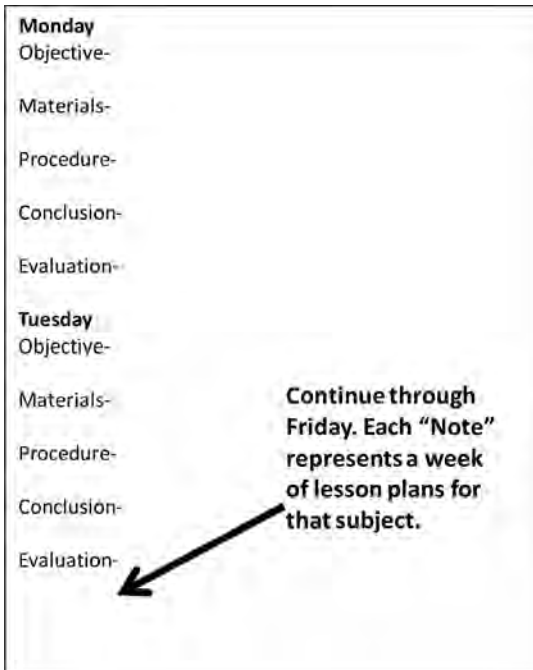 Monday
Objective-
Materials-
Procedure-
Conclusion-
Evaluation-
Tuesday
Objective-
Materials-
Procedure-
Conclusion-
Evaluation-
Continue through
Friday. Each “Note”
represents a week
of lesson plans for
that subject.